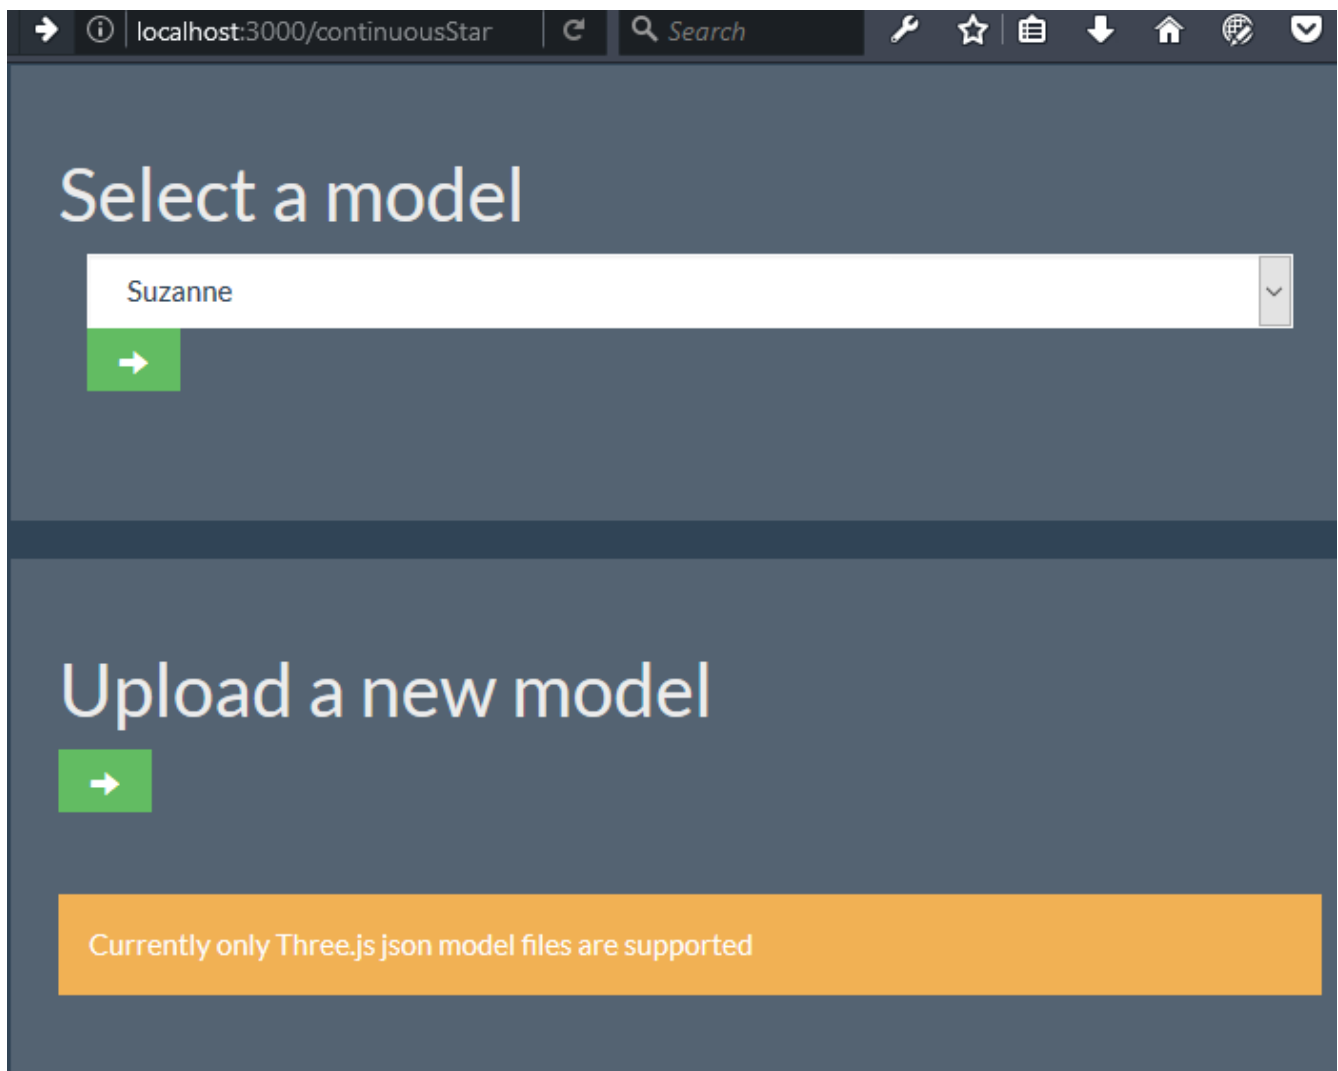 localhost:3000/continuousStar
Search
Select a model
Suzanne
Upload a new model
Currently only Three.js json model files are supported